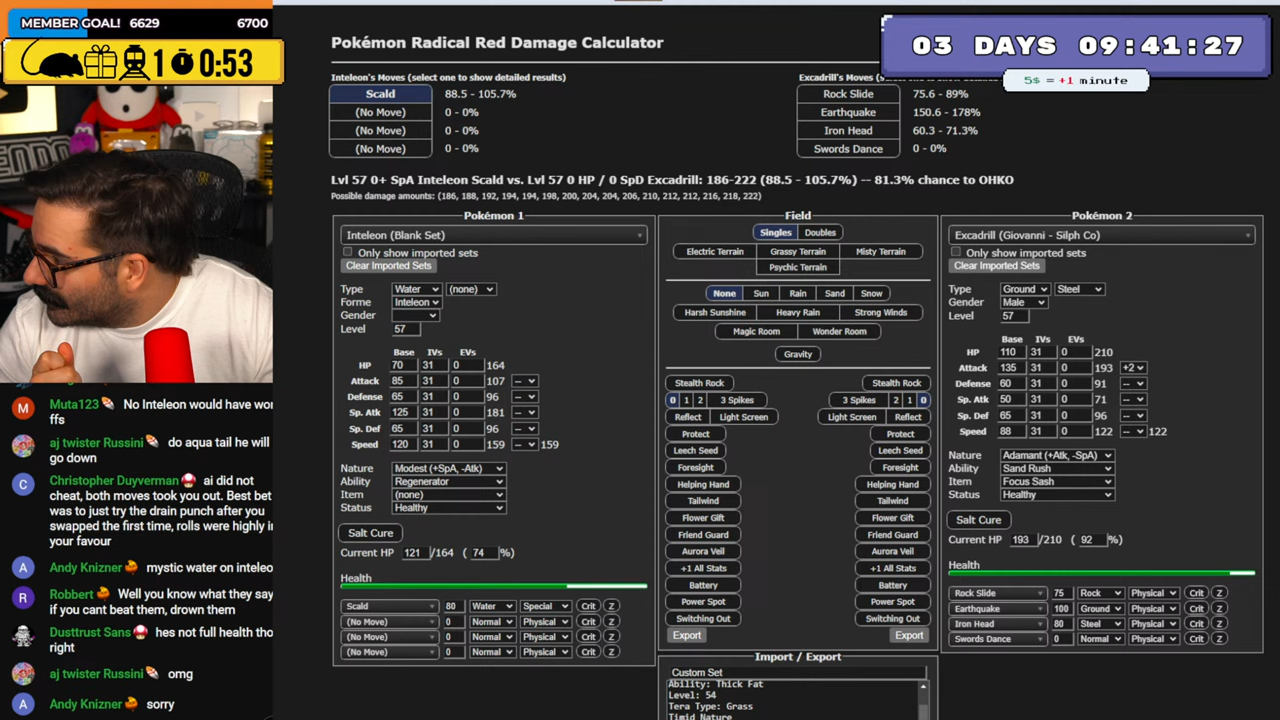 MEMBER GOAL! 6629 6700
1 0:53
03 DAYS 09:41:27
5$ = +1 minute
Pokémon Radical Red Damage Calculator
Inteleon's Moves (select one to show detailed results)
Scald 88.5 - 105.7%
(No Move) 0 - 0%
(No Move) 0 - 0%
(No Move) 0 - 0%
Excadrill's Moves (se
Rock Slide 75.6 - 89%
Earthquake 150.6 - 178%
Iron Head 60.3 - 71.3%
Swords Dance 0 - 0%
Lvl 57 0+ SpA Inteleon Scald vs. Lvl 57 0 HP / 0 SpD Excadrill: 186-222 (88.5 - 105.7%) -- 81.3% chance to OHKO
Possible damage amounts: (186, 188, 192, 194, 194, 198, 200, 204, 204, 206, 210, 212, 212, 216, 218, 222)
Pokémon 1
Inteleon (Blank Set)
Only show imported sets
Clear Imported Sets
Type Water (none)
Forme Inteleon
Gender
Level 57
Base IVs EVs
HP 70 31 0 164
Attack 85 31 0 107 --
Defense 65 31 0 96 --
Sp. Atk 125 31 0 181 --
Sp. Def 65 31 0 96 --
Speed 120 31 0 159 -- 159
Nature Modest (+SpA, -Atk)
Ability Regenerator
Item (none)
Status Healthy
Salt Cure
Current HP 121 /164 ( 74 %)
Health
Scald 80 Water Special Crit Z
(No Move) 0 Normal Physical Crit Z
(No Move) 0 Normal Physical Crit Z
(No Move) 0 Normal Physical Crit Z
Field
Singles Doubles
Electric Terrain Grassy Terrain Misty Terrain
Psychic Terrain
None Sun Rain Sand Snow
Harsh Sunshine Heavy Rain Strong Winds
Magic Room Wonder Room
Gravity
Stealth Rock Stealth Rock
0 1 2 3 Spikes 3 Spikes 2 1 0
Reflect Light Screen Light Screen Reflect
Protect Protect
Leech Seed Leech Seed
Foresight Foresight
Helping Hand Helping Hand
Tailwind Tailwind
Flower Gift Flower Gift
Friend Guard Friend Guard
Aurora Veil Aurora Veil
+1 All Stats +1 All Stats
Battery Battery
Power Spot Power Spot
Switching Out Switching Out
Export Export
Import / Export
Custom Set
Ability: Thick Fat
Level: 54
Tera Type: Grass
Timid Nature
Pokémon 2
Excadrill (Giovanni - Silph Co)
Only show imported sets
Clear Imported Sets
Type Ground Steel
Gender Male
Level 57
Base IVs EVs
HP 110 31 0 210
Attack 135 31 0 193 +2
Defense 60 31 0 91 --
Sp. Atk 50 31 0 71 --
Sp. Def 65 31 0 96 --
Speed 88 31 0 122 -- 122
Nature Adamant (+Atk, -SpA)
Ability Sand Rush
Item Focus Sash
Status Healthy
Salt Cure
Current HP 193 /210 ( 92 %)
Health
Rock Slide 75 Rock Physical Crit Z
Earthquake 100 Ground Physical Crit Z
Iron Head 80 Steel Physical Crit Z
Swords Dance 0 Normal Physical Crit Z
M Muta123 No Inteleon would have wor
ffs
aj twister Russini do aqua tail he will
go down
C Christopher Duyverman ai did not
cheat, both moves took you out. Best bet
was to just try the drain punch after you
swapped the first time, rolls were highly in
your favour
A Andy Knizner mystic water on inteleo
R Robbert Well you know what they say
if you cant beat them, drown them
Dusttrust Sans hes not full health tho
right
aj twister Russini omg
A Andy Knizner sorry